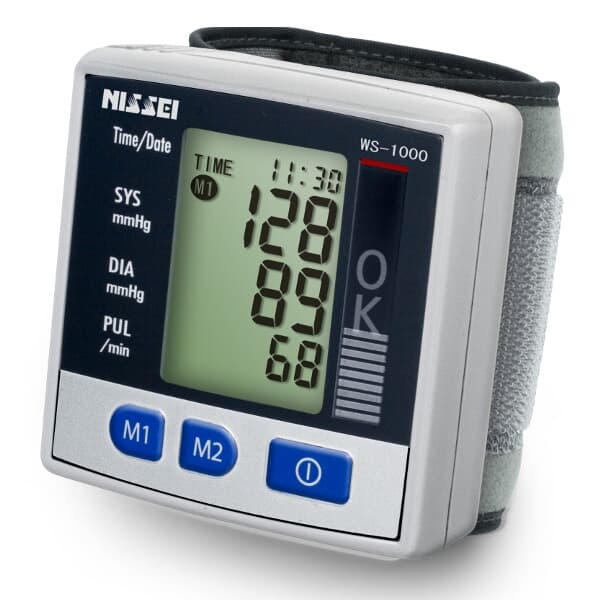 NISSEI
WS-1000
Time/Date
TIME 11:30
M1
SYS
mmHg
128
DIA
mmHg
89
PUL
/min
68
OK
M1 M2